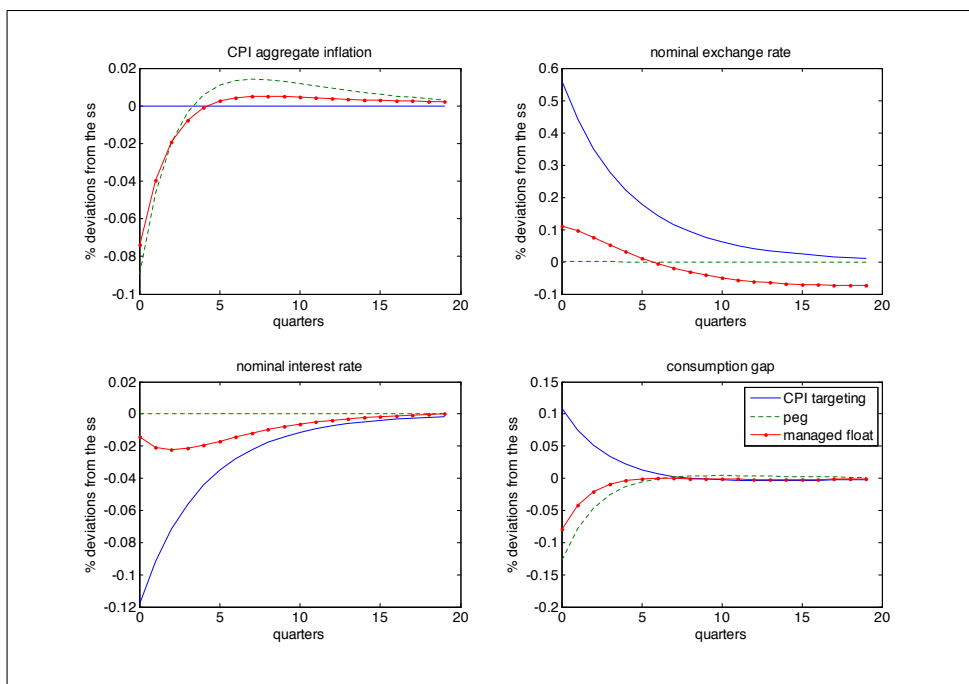 CPI aggregate inflation
% deviations from the ss
0.02
0
-0.02
-0.04
-0.06
-0.08
-0.1
0 5 10 15 20
quarters
nominal exchange rate
% deviations from the ss
0.6
0.5
0.4
0.3
0.2
0.1
0
-0.1
0 5 10 15 20
quarters
nominal interest rate
% deviations from the ss
0.02
0
-0.02
-0.04
-0.06
-0.08
-0.1
-0.12
0 5 10 15 20
quarters
consumption gap
% deviations from the ss
0.15
0.1
0.05
0
-0.05
-0.1
-0.15
-0.2
0 5 10 15 20
quarters
CPI targeting
peg
managed float